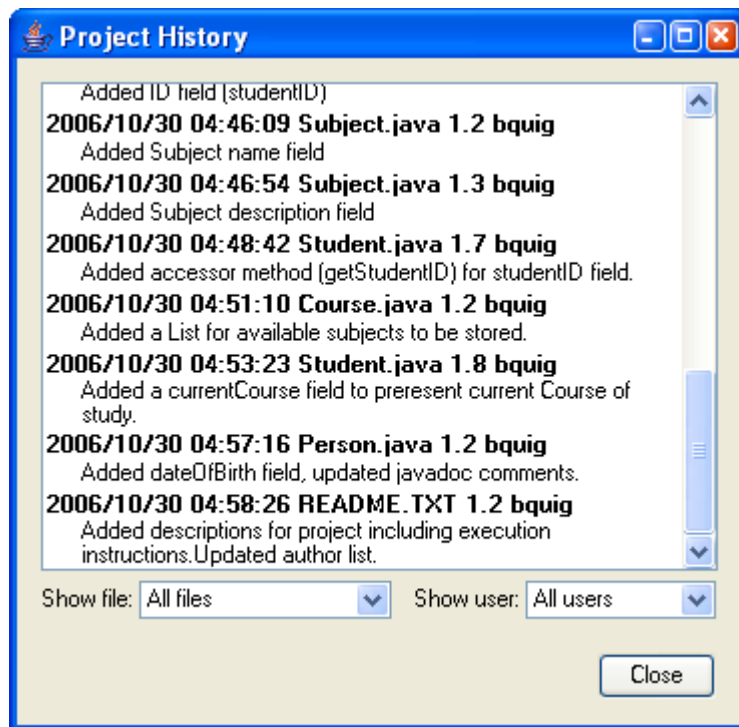 Project History
Added ID field (studentID)
2006/10/30 04:46:09 Subject.java 1.2 bquig
Added Subject name field
2006/10/30 04:46:54 Subject.java 1.3 bquig
Added Subject description field
2006/10/30 04:48:42 Student.java 1.7 bquig
Added accessor method (getStudentID) for studentID field.
2006/10/30 04:51:10 Course.java 1.2 bquig
Added a List for available subjects to be stored.
2006/10/30 04:53:23 Student.java 1.8 bquig
Added a currentCourse field to preresent current Course of
study.
2006/10/30 04:57:16 Person.java 1.2 bquig
Added dateOfBirth field, updated javadoc comments.
2006/10/30 04:58:26 README.TXT 1.2 bquig
Added descriptions for project including execution
instructions.Updated author list.
Show file: All files Show user: All users
Close